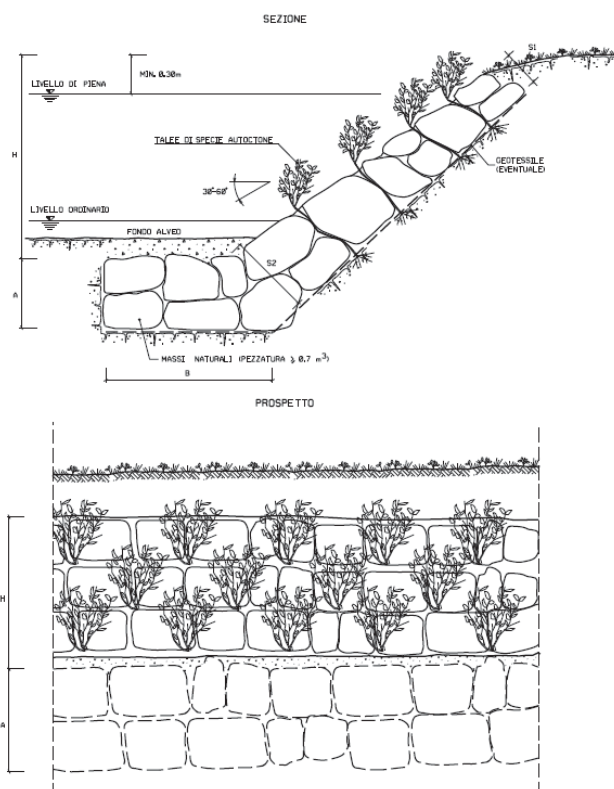 SEZIONE
S1
MIN. 0.30m
LIVELLO DI PIENA
H
TALEE DI SPECIE AUTOCTONE
GEOTESSILE
(EVENTUALE)
30°-60°
LIVELLO ORDINARIO
FONDO ALVEO
S2
A
MASSI NATURALI (PEZZATURA ≥ 0.7 m³)
B
PROSPETTO
H
A